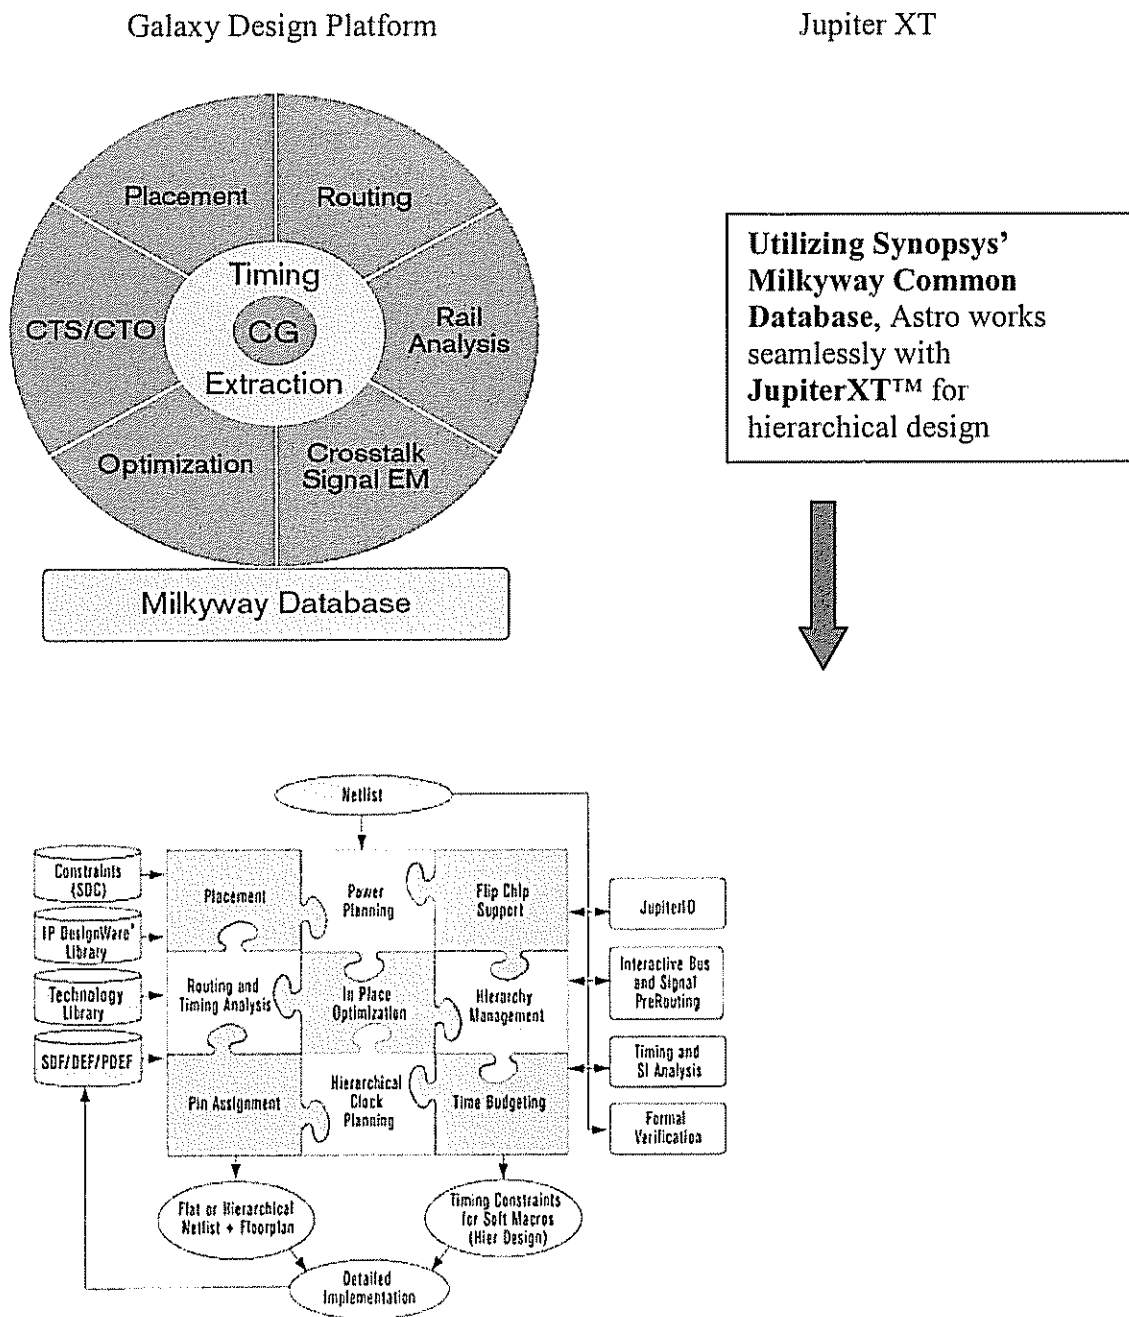 Galaxy Design Platform
Jupiter XT
Placement
Routing
Timing
CTS/CTO
CG
Rail
Analysis
Extraction
Optimization
Crosstalk
Signal EM
Milkyway Database
Utilizing Synopsys’
Milkyway Common
Database, Astro works
seamlessly with
JupiterXT™ for
hierarchical design
Netlist
Constraints
(SDC)
IP DesignWare®
Library
Technology
Library
SDF/DEF/PDEF
Placement
Power
Planning
Flip Chip
Support
Routing and
Timing Analysis
In Place
Optimization
Hierarchy
Management
Pin Assignment
Hierarchical
Clock
Planning
Time Budgeting
JupiterIO
Interactive Bus
and Signal
PreRouting
Timing and
SI Analysis
Formal
Verification
Flat or Hierarchical
Netlist + Floorplan
Timing Constraints
for Soft Macros
(Hier Design)
Detailed
Implementation